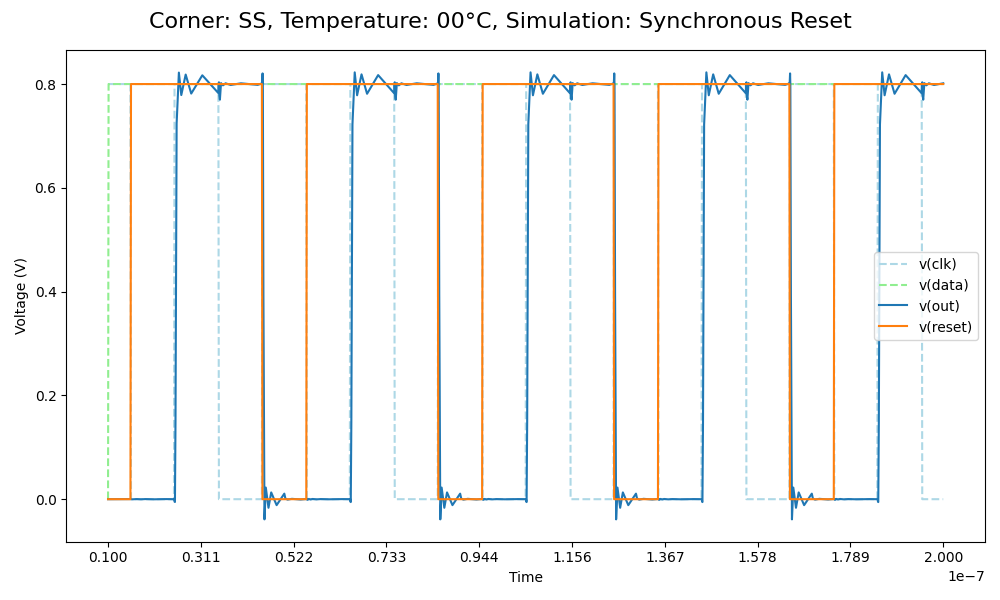 Corner: SS, Temperature: 00°C, Simulation: Synchronous Reset
Voltage (V)
0.8
0.6
0.4
0.2
0.0
v(clk)
v(data)
v(out)
v(reset)
0.100 0.311 0.522 0.733 0.944 1.156 1.367 1.578 1.789 2.000
Time
1e−7